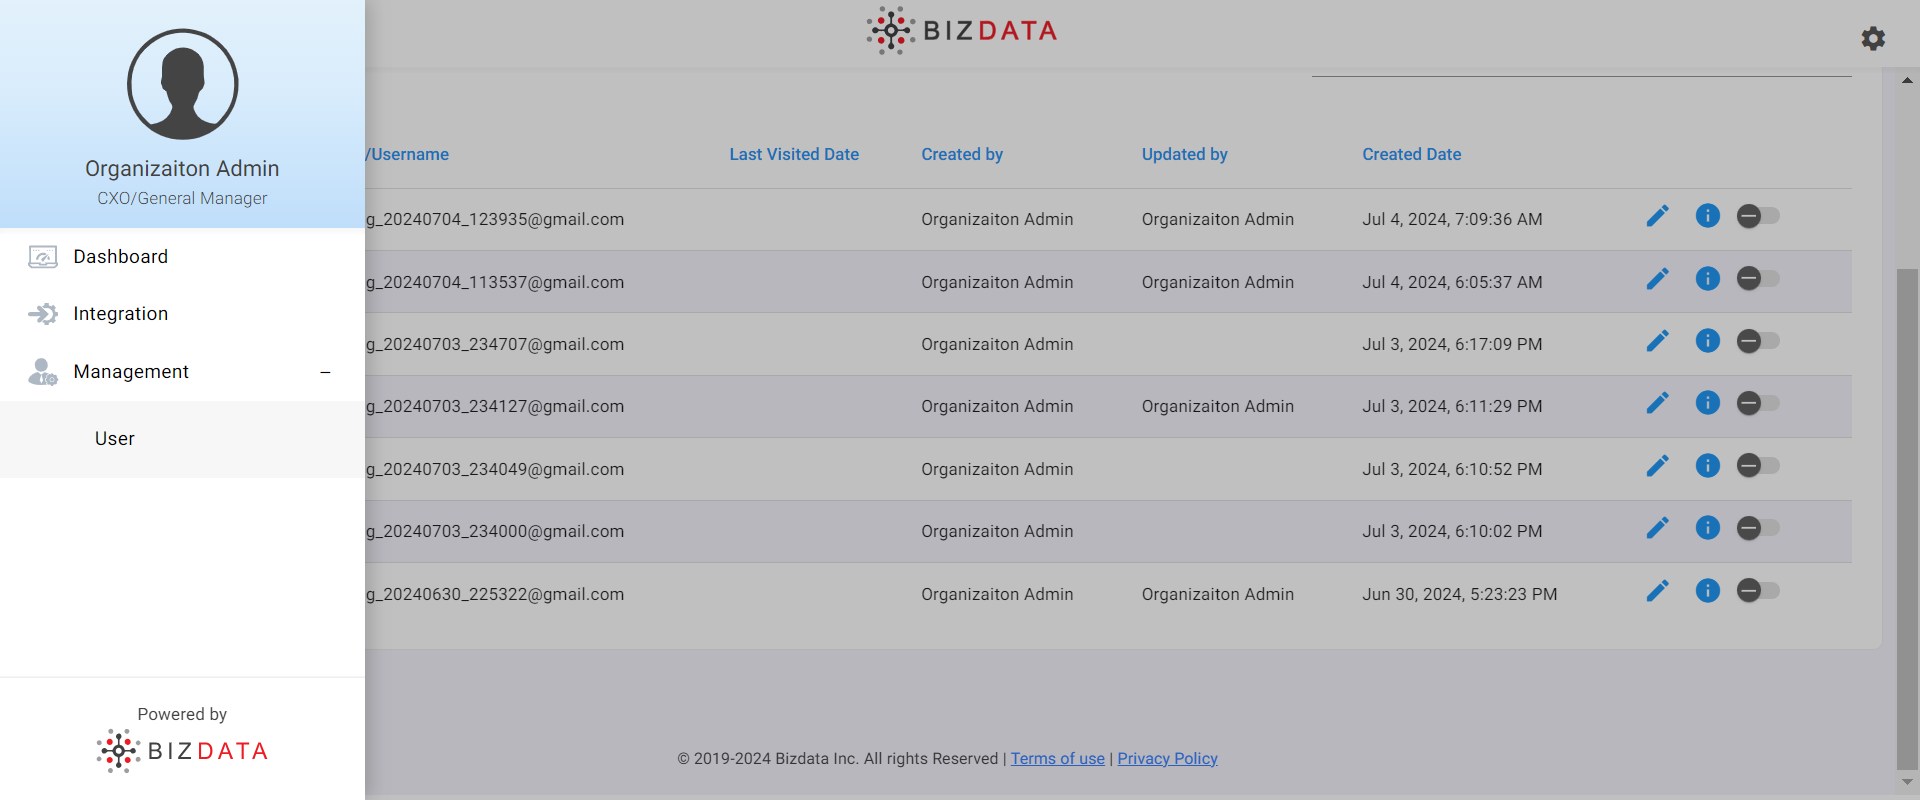 BIZDATA
Organizaiton Admin
CXO/General Manager
Dashboard
Integration
Management
User
Powered by
BIZDATA
/Username Last Visited Date Created by Updated by Created Date
g_20240704_123935@gmail.com Organizaiton Admin Organizaiton Admin Jul 4, 2024, 7:09:36 AM
g_20240704_113537@gmail.com Organizaiton Admin Organizaiton Admin Jul 4, 2024, 6:05:37 AM
g_20240703_234707@gmail.com Organizaiton Admin Jul 3, 2024, 6:17:09 PM
g_20240703_234127@gmail.com Organizaiton Admin Organizaiton Admin Jul 3, 2024, 6:11:29 PM
g_20240703_234049@gmail.com Organizaiton Admin Jul 3, 2024, 6:10:52 PM
g_20240703_234000@gmail.com Organizaiton Admin Jul 3, 2024, 6:10:02 PM
g_20240630_225322@gmail.com Organizaiton Admin Organizaiton Admin Jun 30, 2024, 5:23:23 PM
© 2019-2024 Bizdata Inc. All rights Reserved | Terms of use | Privacy Policy